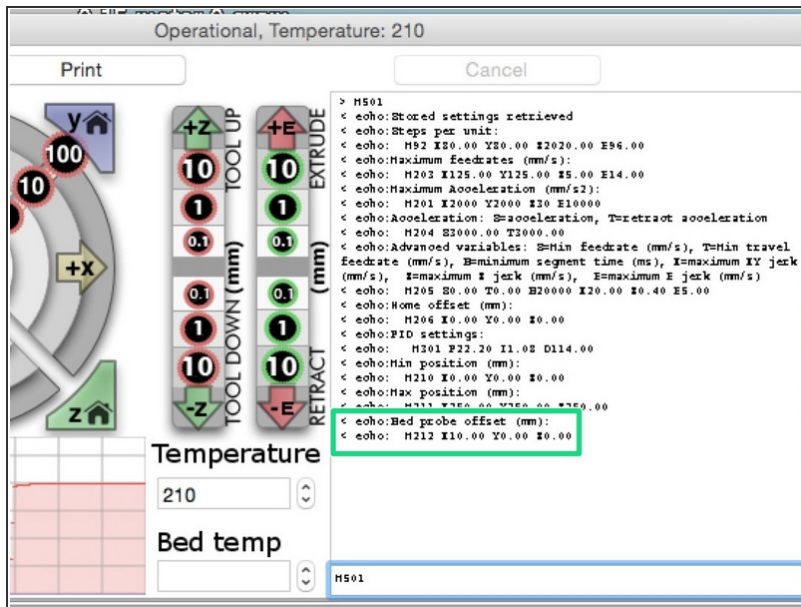 Operational, Temperature: 210
Print
Cancel
y
100
10
+x
z
+Z
10
1
0.1
0.1
1
10
-Z
TOOL UP
TOOL DOWN (mm)
+E
10
1
0.1
0.1
1
10
-E
EXTRUDE
RETRACT (mm)
Temperature
210
Bed temp
> M501
< echo:Stored settings retrieved
< echo:Steps per unit:
< echo:  M92 X80.00 Y80.00 Z2020.00 E96.00
< echo:Maximum feedrates (mm/s):
< echo:  M203 X125.00 Y125.00 Z5.00 E14.00
< echo:Maximum Acceleration (mm/s2):
< echo:  M201 X2000 Y2000 Z30 E10000
< echo:Acceleration: S=acceleration, T=retract acceleration
< echo:  M204 S3000.00 T3000.00
< echo:Advanced variables: S=Min feedrate (mm/s), T=Min travel
feedrate (mm/s), B=minimum segment time (ms), X=maximum XY jerk
(mm/s),  Z=maximum Z jerk (mm/s),  E=maximum E jerk (mm/s)
< echo:  M205 S0.00 T0.00 B20000 X20.00 Z0.40 E5.00
< echo:Home offset (mm):
< echo:  M206 X0.00 Y0.00 Z0.00
< echo:PID settings:
< echo:   M301 P22.20 I1.08 D114.00
< echo:Min position (mm):
< echo:  M210 X0.00 Y0.00 Z0.00
< echo:Max position (mm):
< echo:  M211 X250.00 Y250.00 Z250.00
< echo:Bed probe offset (mm):
< echo:  M212 X10.00 Y0.00 Z0.00
M501